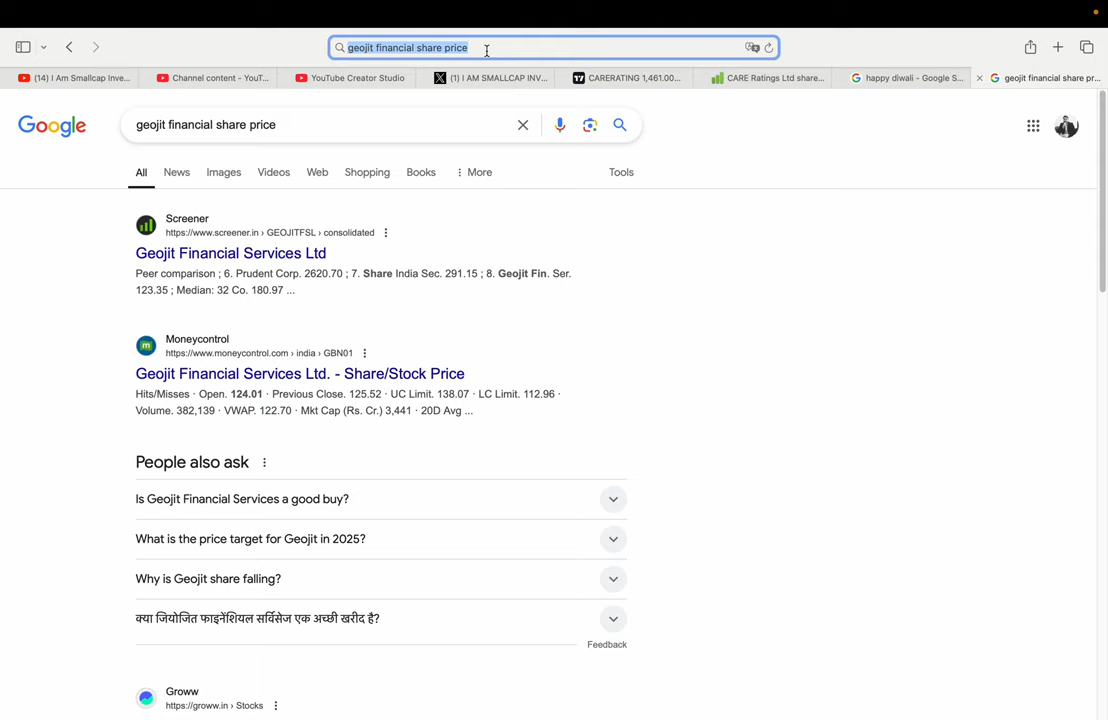 geojit financial share price
(14) I Am Smallcap Inve...
Channel content - YouT...
YouTube Creator Studio
(1) I AM SMALLCAP INV...
CARERATING 1,461.00...
CARE Ratings Ltd share...
happy diwali - Google S...
geojit financial share pr...
Google
geojit financial share price
All
News
Images
Videos
Web
Shopping
Books
More
Tools
Screener
https://www.screener.in › GEOJITFSL › consolidated
Geojit Financial Services Ltd
Peer comparison ; 6. Prudent Corp. 2620.70 ; 7. Share India Sec. 291.15 ; 8. Geojit Fin. Ser.
123.35 ; Median: 32 Co. 180.97 ...
Moneycontrol
https://www.moneycontrol.com › india › GBN01
Geojit Financial Services Ltd. - Share/Stock Price
Hits/Misses · Open. 124.01 · Previous Close. 125.52 · UC Limit. 138.07 · LC Limit. 112.96 ·
Volume. 382,139 · VWAP. 122.70 · Mkt Cap (Rs. Cr.) 3,441 · 20D Avg ...
People also ask
Is Geojit Financial Services a good buy?
What is the price target for Geojit in 2025?
Why is Geojit share falling?
क्या जियोजित फाइनेंशियल सर्विसेज एक अच्छी खरीद है?
Feedback
Groww
https://groww.in › Stocks